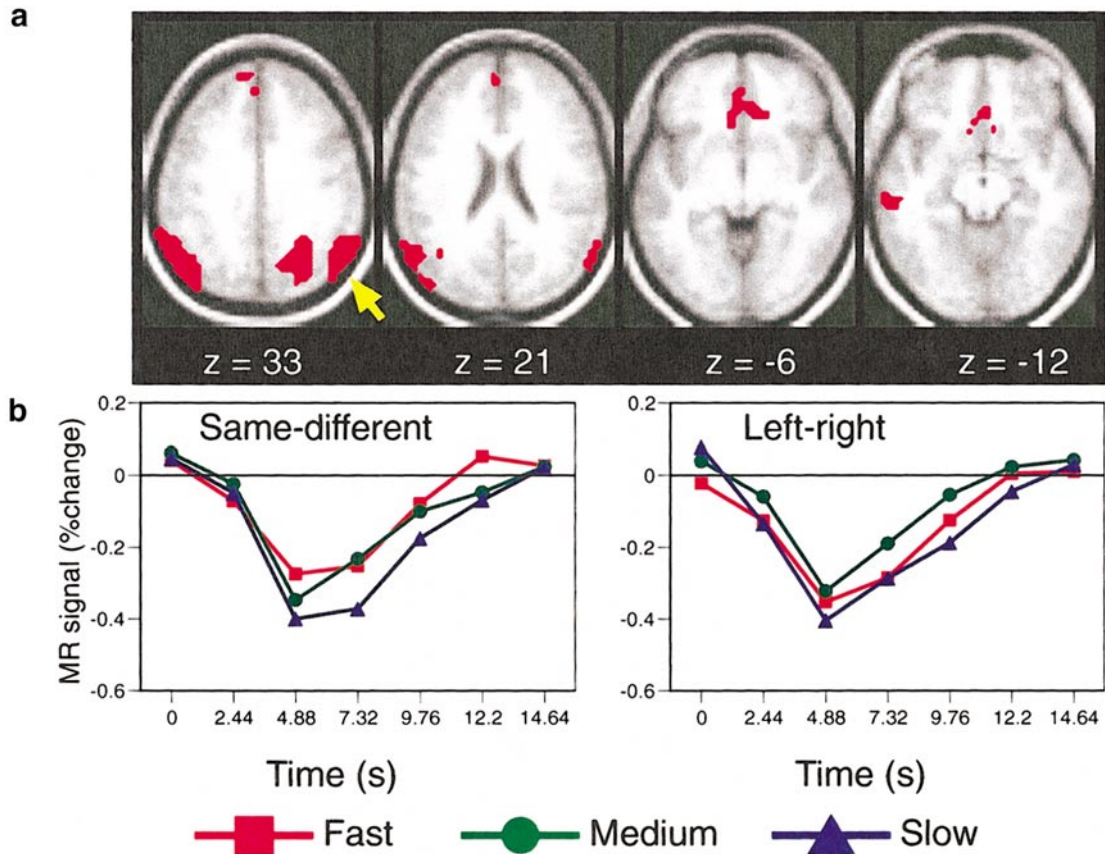 a
z = 33 z = 21 z = -6 z = -12
b
MR signal (%change)
Same-different
0.2
0
-0.2
-0.4
-0.6
0 2.44 4.88 7.32 9.76 12.2 14.64
Time (s)
Left-right
0.2
0
-0.2
-0.4
-0.6
0 2.44 4.88 7.32 9.76 12.2 14.64
Time (s)
Fast Medium Slow